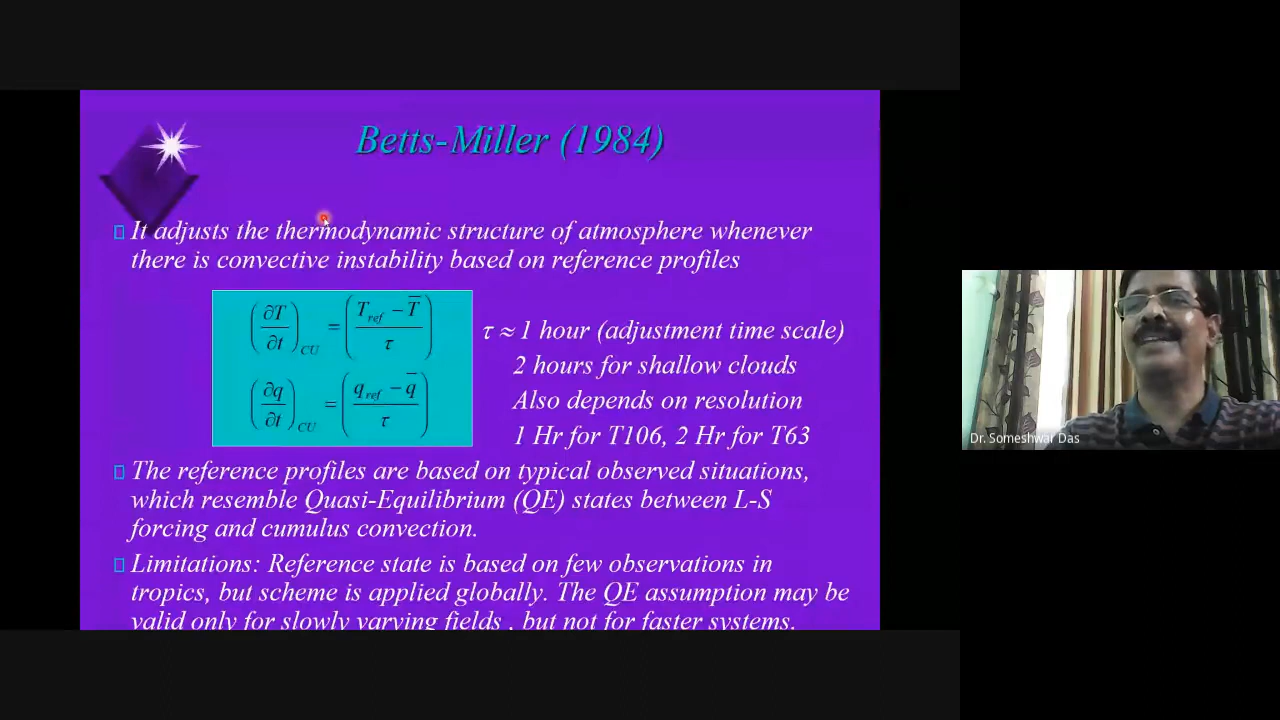 Betts-Miller (1984)
It adjusts the thermodynamic structure of atmosphere whenever
there is convective instability based on reference profiles
(∂T/∂t)_CU = (T_ref − T̅ / τ)
(∂q/∂t)_CU = (q_ref − q̅ / τ)
τ ≈ 1 hour (adjustment time scale)
2 hours for shallow clouds
Also depends on resolution
1 Hr for T106, 2 Hr for T63
The reference profiles are based on typical observed situations,
which resemble Quasi-Equilibrium (QE) states between L-S
forcing and cumulus convection.
Limitations: Reference state is based on few observations in
tropics, but scheme is applied globally. The QE assumption may be
valid only for slowly varying fields , but not for faster systems.
Dr. Someshwar Das